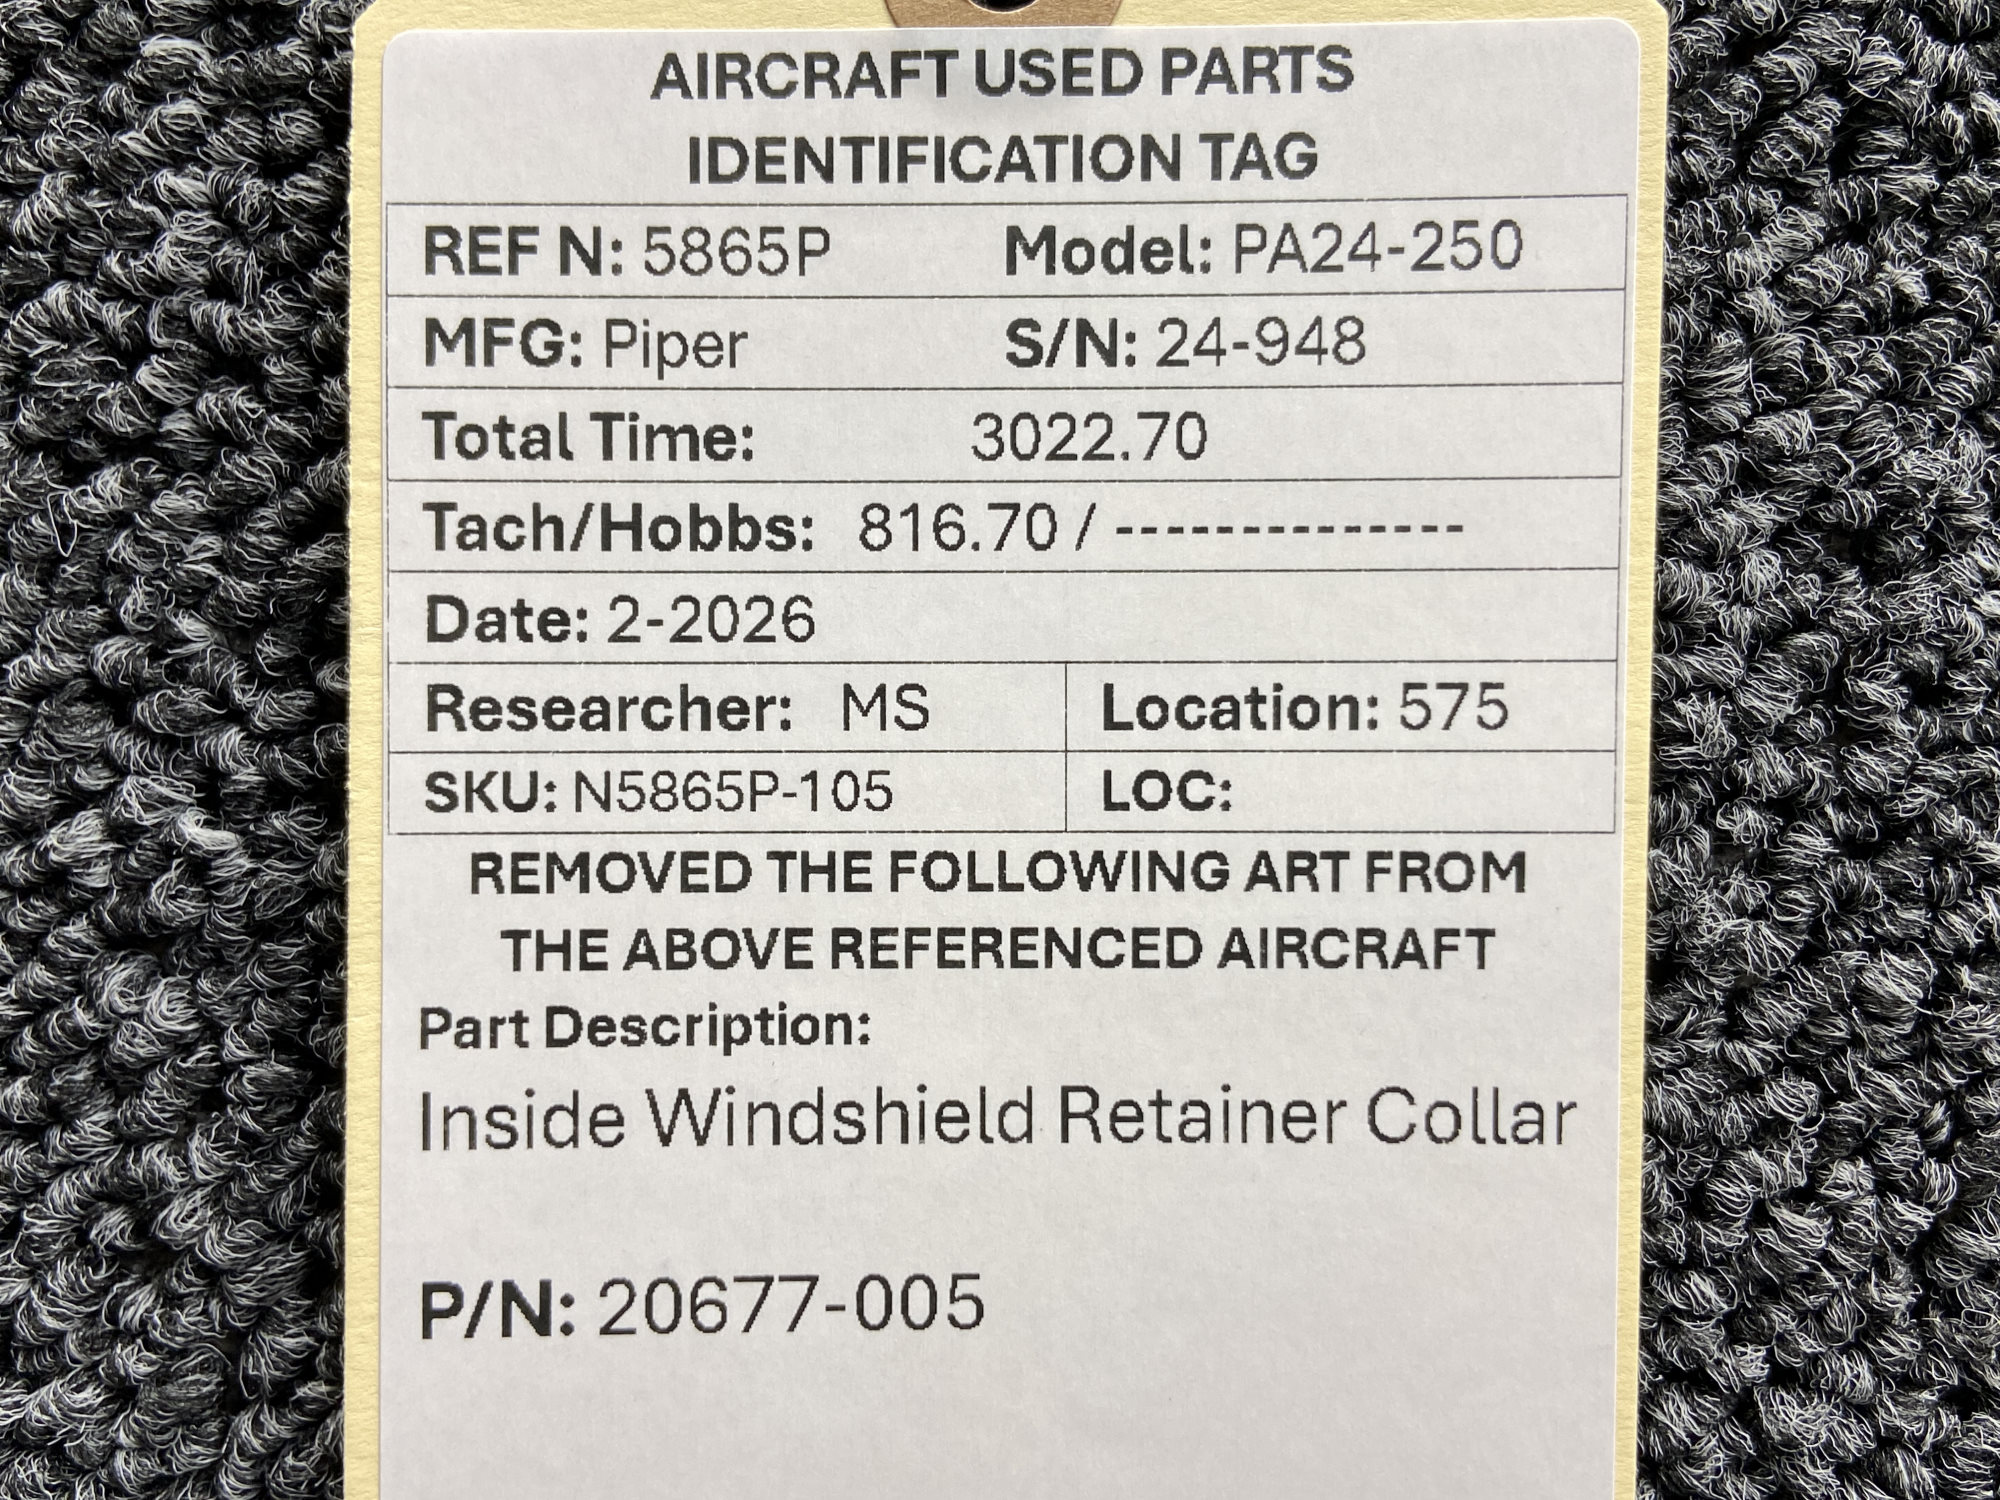 AIRCRAFT USED PARTS
IDENTIFICATION TAG
REF N: 5865P Model: PA24-250
MFG: Piper S/N: 24-948
Total Time: 3022.70
Tach/Hobbs: 816.70 / --------------
Date: 2-2026
Researcher: MS Location: 575
SKU: N5865P-105 LOC:
REMOVED THE FOLLOWING ART FROM
THE ABOVE REFERENCED AIRCRAFT
Part Description:
Inside Windshield Retainer Collar
P/N: 20677-005